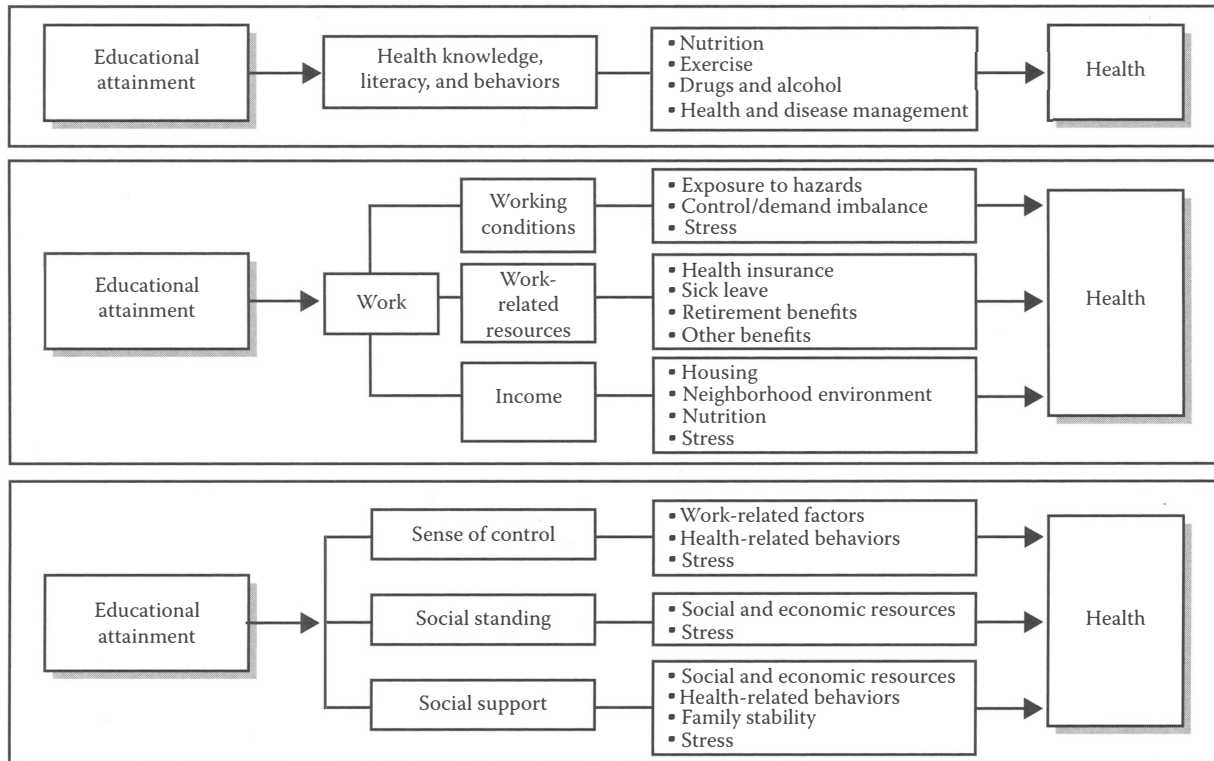 Educational
attainment
Health knowledge,
literacy, and behaviors
▪ Nutrition
▪ Exercise
▪ Drugs and alcohol
▪ Health and disease management
Health
Educational
attainment
Work
Working
conditions
▪ Exposure to hazards
▪ Control/demand imbalance
▪ Stress
Work-
related
resources
▪ Health insurance
▪ Sick leave
▪ Retirement benefits
▪ Other benefits
Income
▪ Housing
▪ Neighborhood environment
▪ Nutrition
▪ Stress
Health
Educational
attainment
Sense of control
▪ Work-related factors
▪ Health-related behaviors
▪ Stress
Social standing
▪ Social and economic resources
▪ Stress
Social support
▪ Social and economic resources
▪ Health-related behaviors
▪ Family stability
▪ Stress
Health